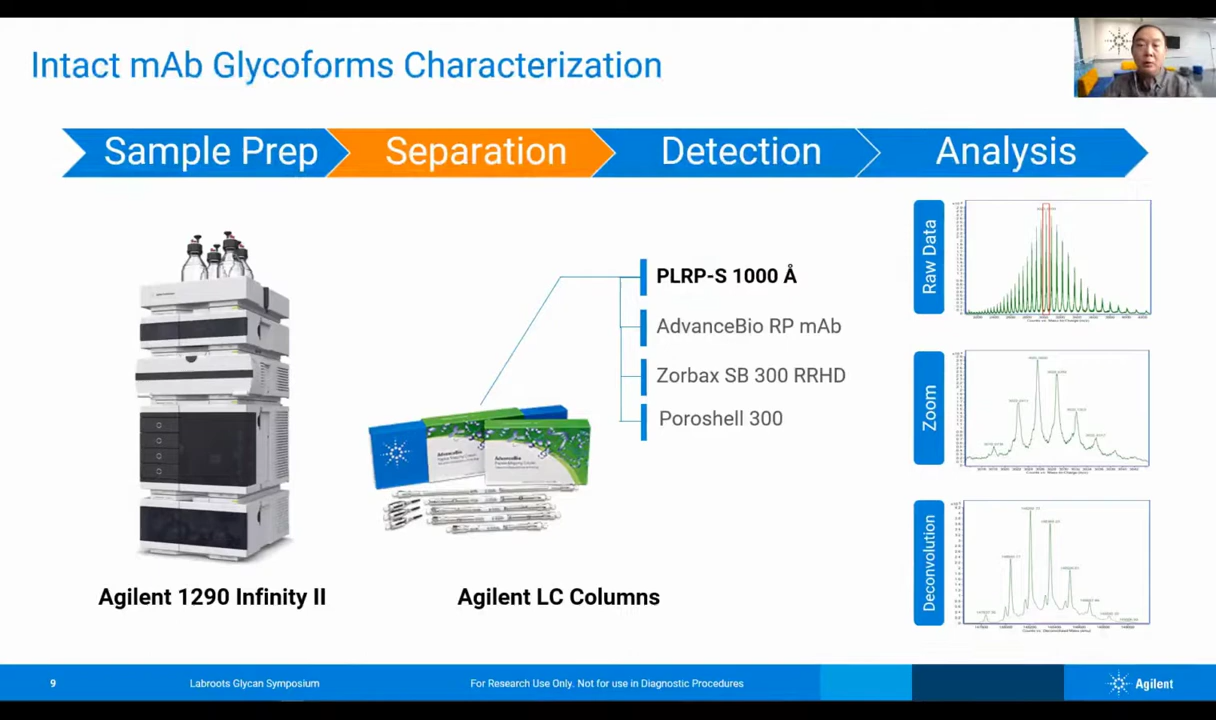 Intact mAb Glycoforms Characterization
Sample Prep
Separation
Detection
Analysis
PLRP-S 1000 Å
AdvanceBio RP mAb
Zorbax SB 300 RRHD
Poroshell 300
Raw Data
Zoom
Deconvolution
AdvanceBio
AdvanceBio
Agilent 1290 Infinity II
Agilent LC Columns
9
Labroots Glycan Symposium
For Research Use Only. Not for use in Diagnostic Procedures
Agilent